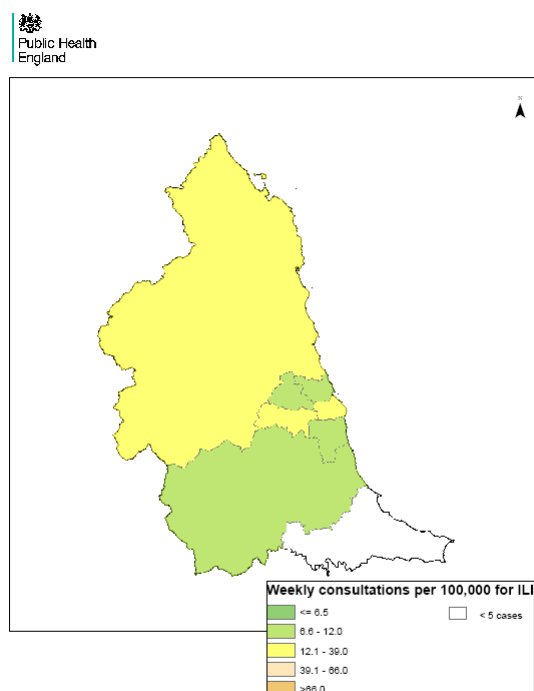 Public Health
England
N
Weekly consultations per 100,000 for ILI
<= 6.5
< 5 cases
6.6 - 12.0
12.1 - 39.0
39.1 - 66.0
>66.0